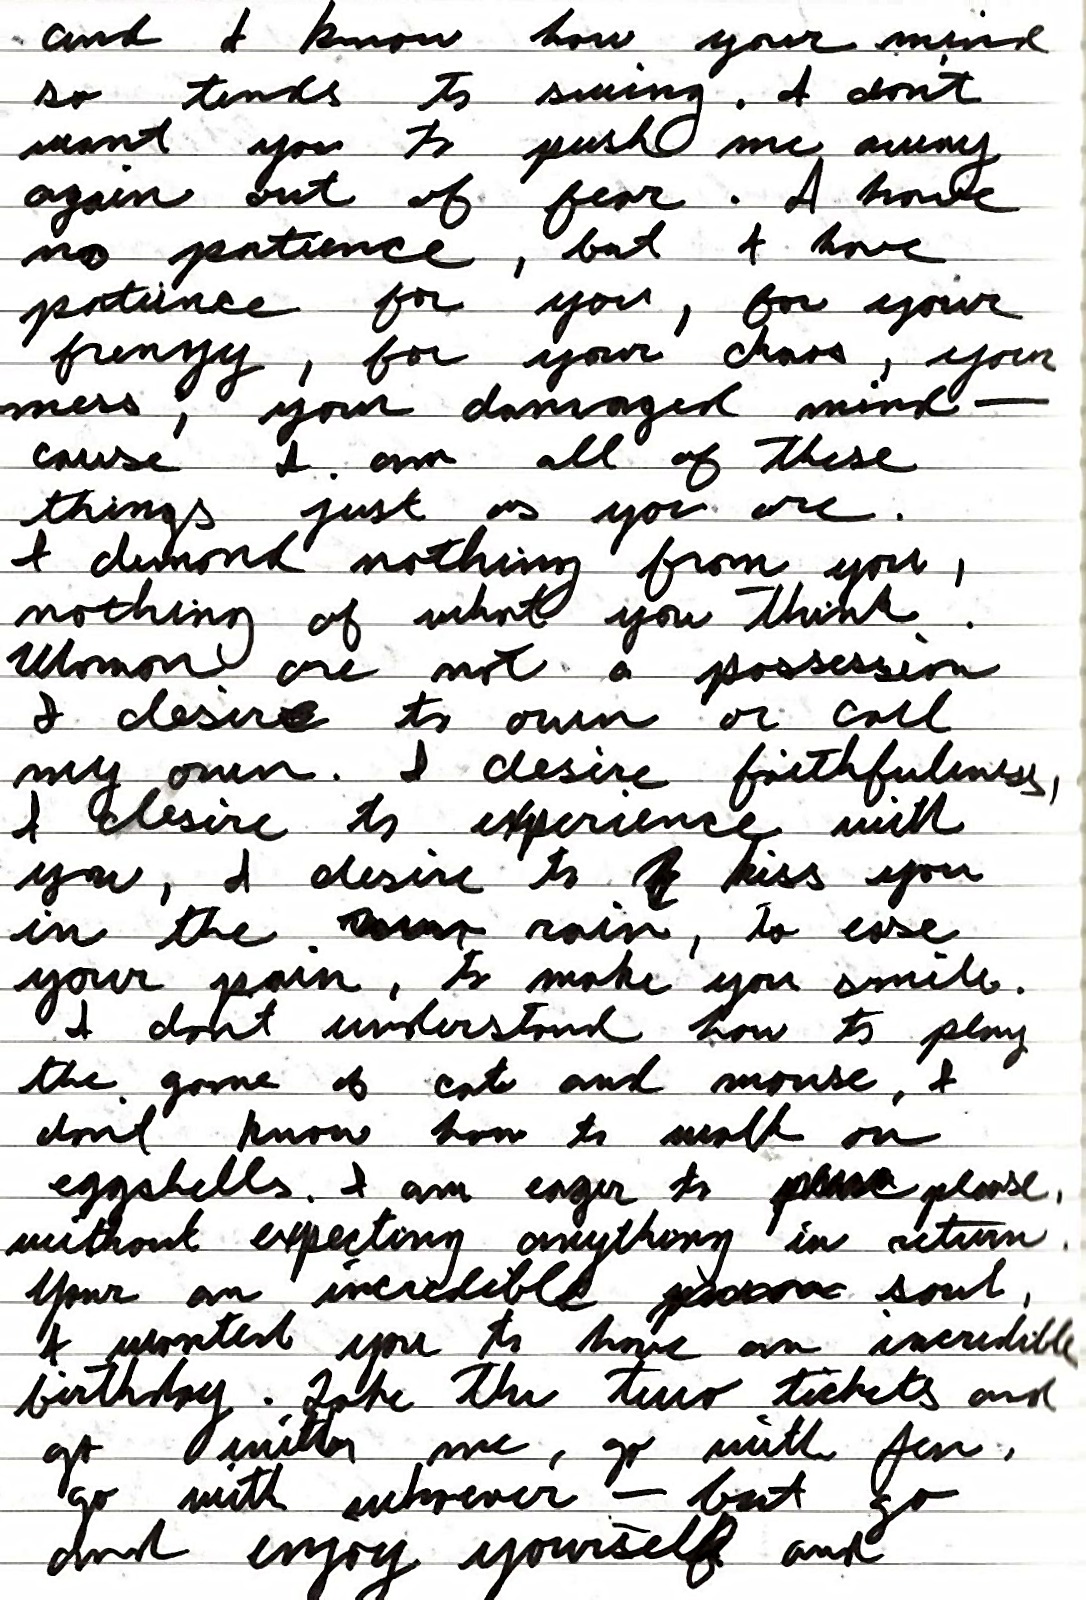 and I know how your mind
so tends to swing. I don't
want you to push me away
again out of fear. I have
no patience, but I have
patience for you, for your
frenzy, for your chaos, your
mess, your damaged mind —
cause I am all of these
things just as you are.
I demand nothing from you,
nothing of what you think.
Woman are not a possession
I desire to own or call
my own. I desire faithfulness,
I desire to experience with
you, I desire to kiss you
in the rain, to ease
your pain, to make you smile.
I dont understand how to play
the game of cat and mouse, I
dont know how to walk on
eggshells. I am eager to please,
without expecting anything in return.
Your an incredible soul,
I wanted you to have an incredible
birthday. Take the two tickets and
go with me, go with Jen,
go with whoever — but go
and enjoy yourself and